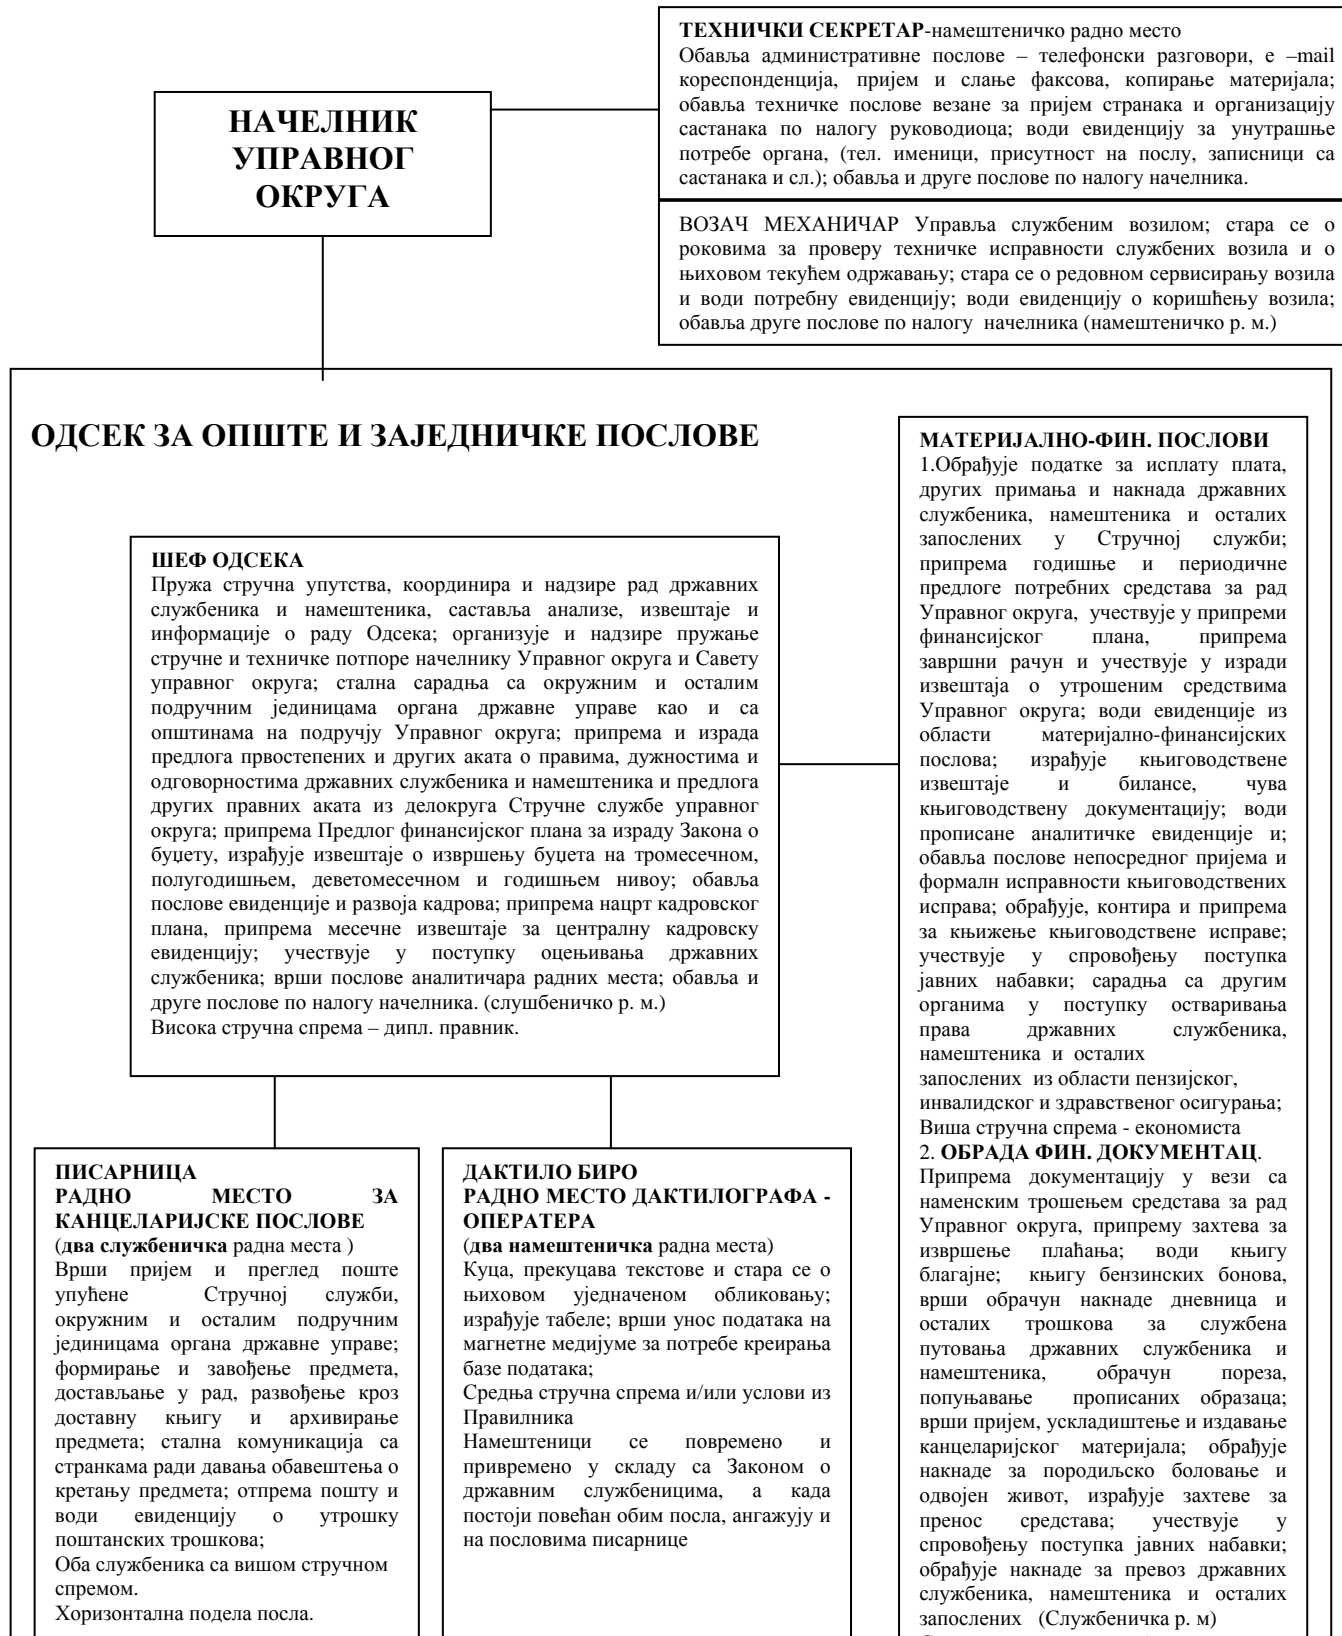 ТЕХНИЧКИ СЕКРЕТАР-намештеничко радно место
Обавља административне послове – телефонски разговори, е –mail
кореспонденција, пријем и слање факсова, копирање материјала;
обавља техничке послове везане за пријем странака и организацију
састанака по налогу руководиоца; води евиденцију за унутрашње
потребе органа, (тел. именици, присутност на послу, записници са
састанака и сл.); обавља и друге послове по налогу начелника.
НАЧЕЛНИК
УПРАВНОГ
ОКРУГА
ВОЗАЧ МЕХАНИЧАР Управља службеним возилом; стара се о
роковима за проверу техничке исправности службених возила и о
њиховом текућем одржавању; стара се о редовном сервисирању возила
и води потребну евиденцију; води евиденцију о коришћењу возила;
обавља друге послове по налогу начелника (намештеничко р. м.)
ОДСЕК ЗА ОПШТЕ И ЗАЈЕДНИЧКЕ ПОСЛОВЕ
ШЕФ ОДСЕКА
Пружа стручна упутства, координира и надзире рад државних
службеника и намештеника, саставља анализе, извештаје и
информације о раду Одсека; организује и надзире пружање
стручне и техничке потпоре начелнику Управног округа и Савету
управног округа; стална сарадња са окружним и осталим
подручним јединицама органа државне управе као и са
општинама на подручју Управног округа; припрема и израда
предлога првостепених и других аката о правима, дужностима и
одговорностима државних службеника и намештеника и предлога
других правних аката из делокруга Стручне службе управног
округа; припрема Предлог финансијског плана за израду Закона о
буџету, израђује извештаје о извршењу буџета на тромесечном,
полугодишњем, деветомесечном и годишњем нивоу; обавља
послове евиденције и развоја кадрова; припрема нацрт кадровског
плана, припрема месечне извештаје за централну кадровску
евиденцију; учествује у поступку оцењивања државних
службеника; врши послове аналитичара радних места; обавља и
друге послове по налогу начелника. (слушбеничко р. м.)
Висока стручна спрема – дипл. правник.
МАТЕРИЈАЛНО-ФИН. ПОСЛОВИ
1.Обрађује податке за исплату плата,
других примања и накнада државних
службеника, намештеника и осталих
запослених у Стручној служби;
припрема годишње и периодичне
предлоге потребних средстава за рад
Управног округа, учествује у припреми
финансијског плана, припрема
завршни рачун и учествује у изради
извештаја о утрошеним средствима
Управног округа; води евиденције из
области материјално-финансијских
послова; израђује књиговодствене
извештаје и билансе, чува
књиговодствену документацију; води
прописане аналитичке евиденције и;
обавља послове непосредног пријема и
формалн исправности књиговодствених
исправа; обрађује, контира и припрема
за књижење књиговодствене исправе;
учествује у спровођењу поступка
јавних набавки; сарадња са другим
органима у поступку остваривања
права државних службеника,
намештеника и осталих
запослених из области пензијског,
инвалидског и здравственог осигурања;
Виша стручна спрема - економиста
2. ОБРАДА ФИН. ДОКУМЕНТАЦ.
Припрема документацију у вези са
наменским трошењем средстава за рад
Управног округа, припрему захтева за
извршење плаћања; води књигу
благајне; књигу бензинских бонова,
врши обрачун накнаде дневница и
осталих трошкова за службена
путовања државних службеника и
намештеника, обрачун пореза,
попуњавање прописаних образаца;
врши пријем, ускладиштење и издавање
канцеларијског материјала; обрађује
накнаде за породиљско боловање и
одвојен живот, израђује захтеве за
пренос средстава; учествује у
спровођењу поступка јавних набавки;
обрађује накнаде за превоз државних
службеника, намештеника и осталих
запослених (Службеничка р. м)
ПИСАРНИЦА
РАДНО МЕСТО ЗА
КАНЦЕЛАРИЈСКЕ ПОСЛОВЕ
(два службеничка радна места )
Врши пријем и преглед поште
упућене Стручној служби,
окружним и осталим подручним
јединицама органа државне управе;
формирање и завођење предмета,
достављање у рад, развођење кроз
доставну књигу и архивирање
предмета; стална комуникација са
странкама ради давања обавештења о
кретању предмета; отпрема пошту и
води евиденцију о утрошку
поштанских трошкова;
Оба службеника са вишом стручном
спремом.
Хоризонтална подела посла.
ДАКТИЛО БИРО
РАДНО МЕСТО ДАКТИЛОГРАФА -
ОПЕРАТЕРА
(два намештеничка радна места)
Куца, прекуцава текстове и стара се о
њиховом уједначеном обликовању;
израђује табеле; врши унос података на
магнетне медијуме за потребе креирања
базе података;
Средња стручна спрема и/или услови из
Правилника
Намештеници се повремено и
привремено у складу са Законом о
државним службеницима, а када
постоји повећан обим посла, ангажују и
на пословима писарнице